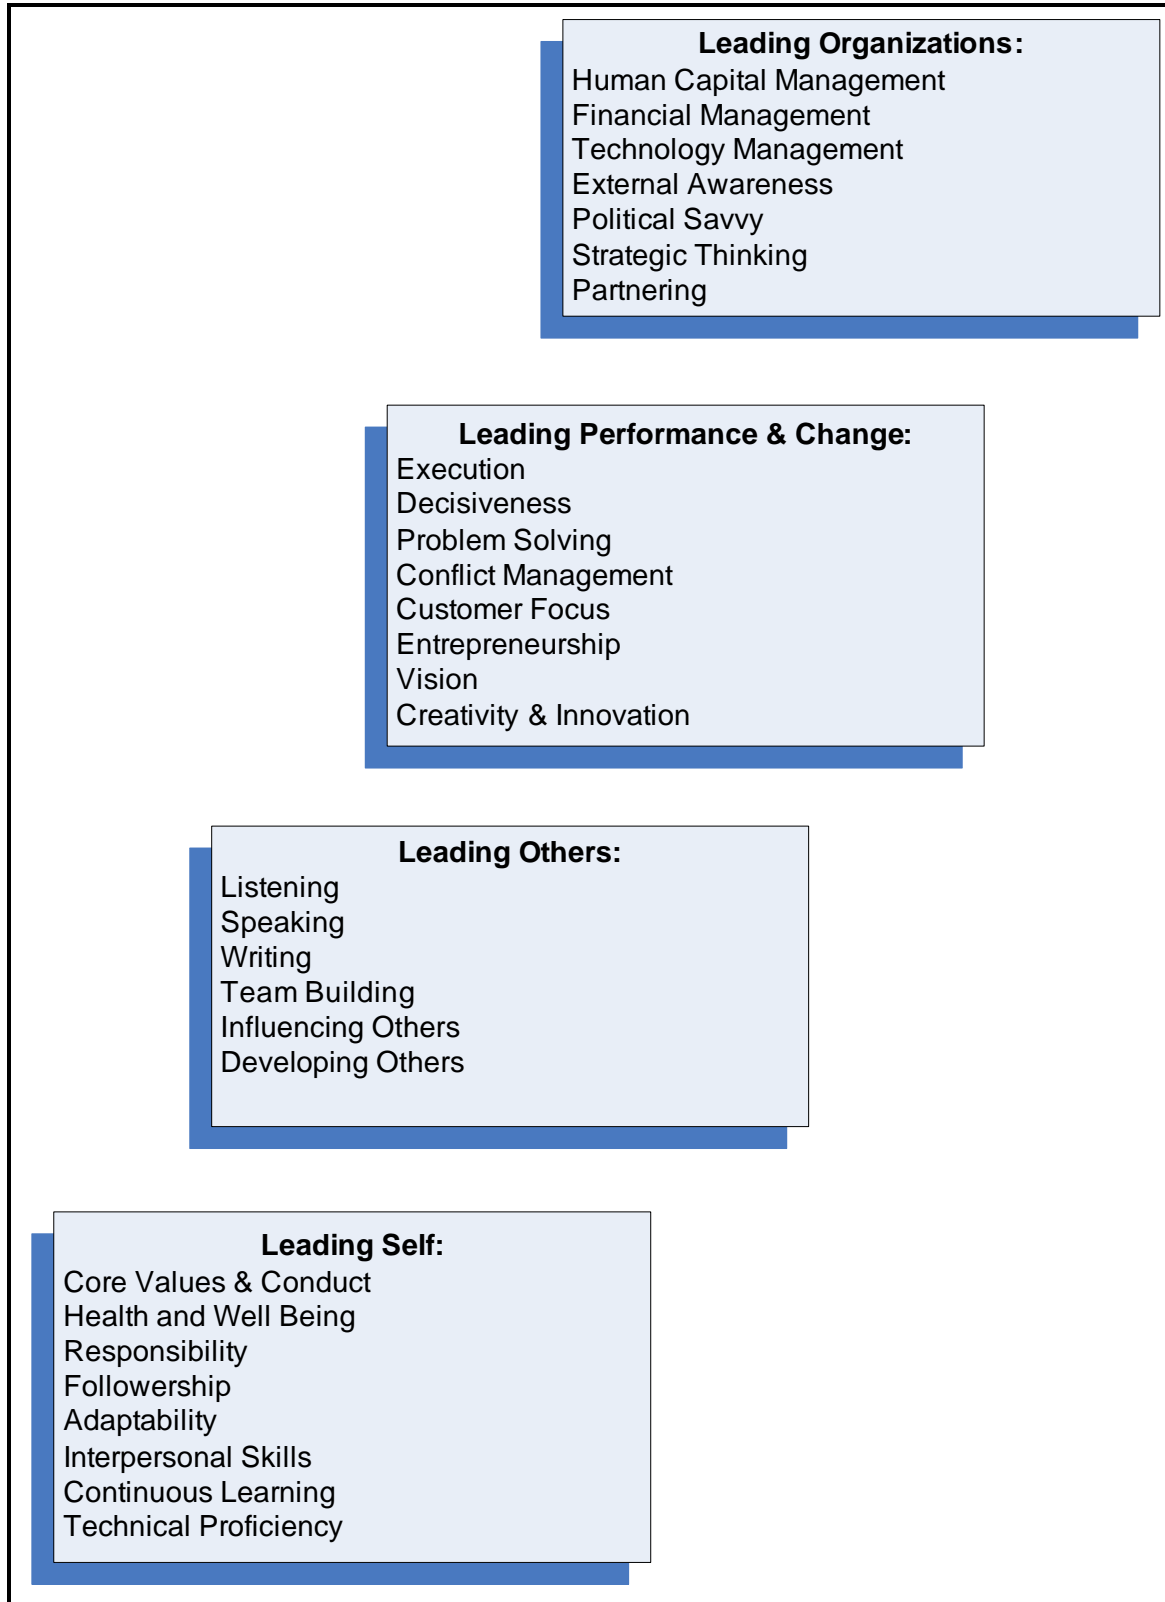 Leading Organizations:
Human Capital Management
Financial Management
Technology Management
External Awareness
Political Savvy
Strategic Thinking
Partnering
Leading Performance & Change:
Execution
Decisiveness
Problem Solving
Conflict Management
Customer Focus
Entrepreneurship
Vision
Creativity & Innovation
Leading Others:
Listening
Speaking
Writing
Team Building
Influencing Others
Developing Others
Leading Self:
Core Values & Conduct
Health and Well Being
Responsibility
Followership
Adaptability
Interpersonal Skills
Continuous Learning
Technical Proficiency